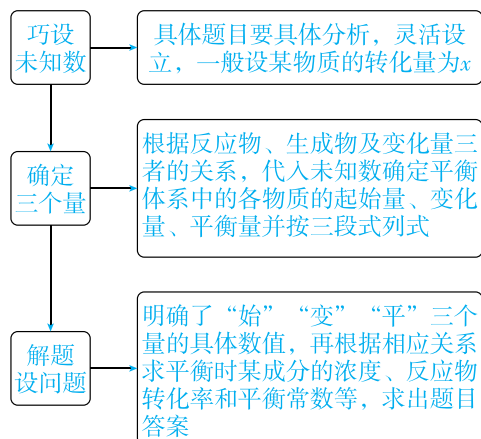 巧设
未知数
具体题目要具体分析，灵活设
立，一般设某物质的转化量为x
确定
三个量
根据反应物、生成物及变化量三
者的关系，代入未知数确定平衡
体系中的各物质的起始量、变化
量、平衡量并按三段式列式
解题
设问题
明确了“始”“变”“平”三个
量的具体数值，再根据相应关系
求平衡时某成分的浓度、反应物
转化率和平衡常数等，求出题目
答案